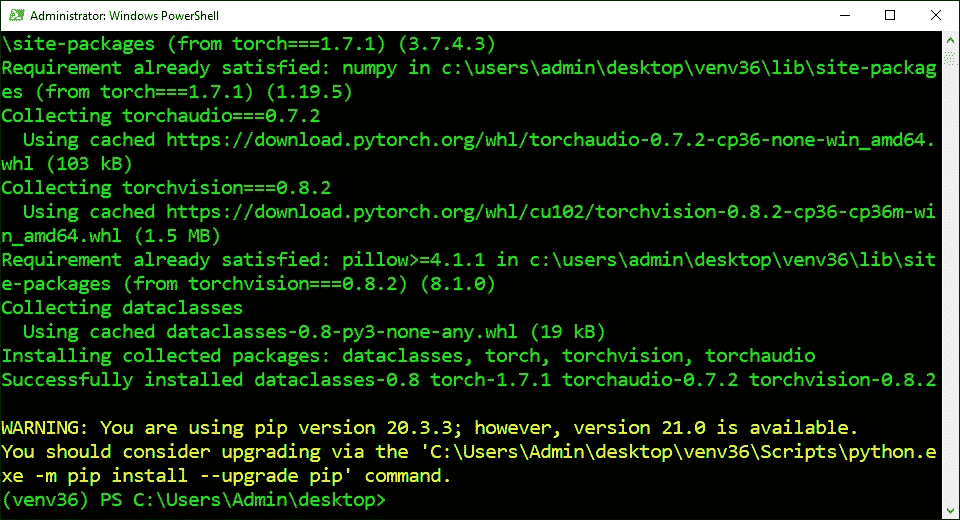 Administrator: Windows PowerShell
\site-packages (from torch===1.7.1) (3.7.4.3)
Requirement already satisfied: numpy in c:\users\admin\desktop\venv36\lib\site-packag
es (from torch===1.7.1) (1.19.5)
Collecting torchaudio===0.7.2
  Using cached https://download.pytorch.org/whl/torchaudio-0.7.2-cp36-none-win_amd64.
whl (103 kB)
Collecting torchvision===0.8.2
  Using cached https://download.pytorch.org/whl/cu102/torchvision-0.8.2-cp36-cp36m-wi
n_amd64.whl (1.5 MB)
Requirement already satisfied: pillow>=4.1.1 in c:\users\admin\desktop\venv36\lib\sit
e-packages (from torchvision===0.8.2) (8.1.0)
Collecting dataclasses
  Using cached dataclasses-0.8-py3-none-any.whl (19 kB)
Installing collected packages: dataclasses, torch, torchvision, torchaudio
Successfully installed dataclasses-0.8 torch-1.7.1 torchaudio-0.7.2 torchvision-0.8.2
WARNING: You are using pip version 20.3.3; however, version 21.0 is available.
You should consider upgrading via the 'C:\Users\Admin\desktop\venv36\Scripts\python.e
xe -m pip install --upgrade pip' command.
(venv36) PS C:\Users\Admin\desktop>